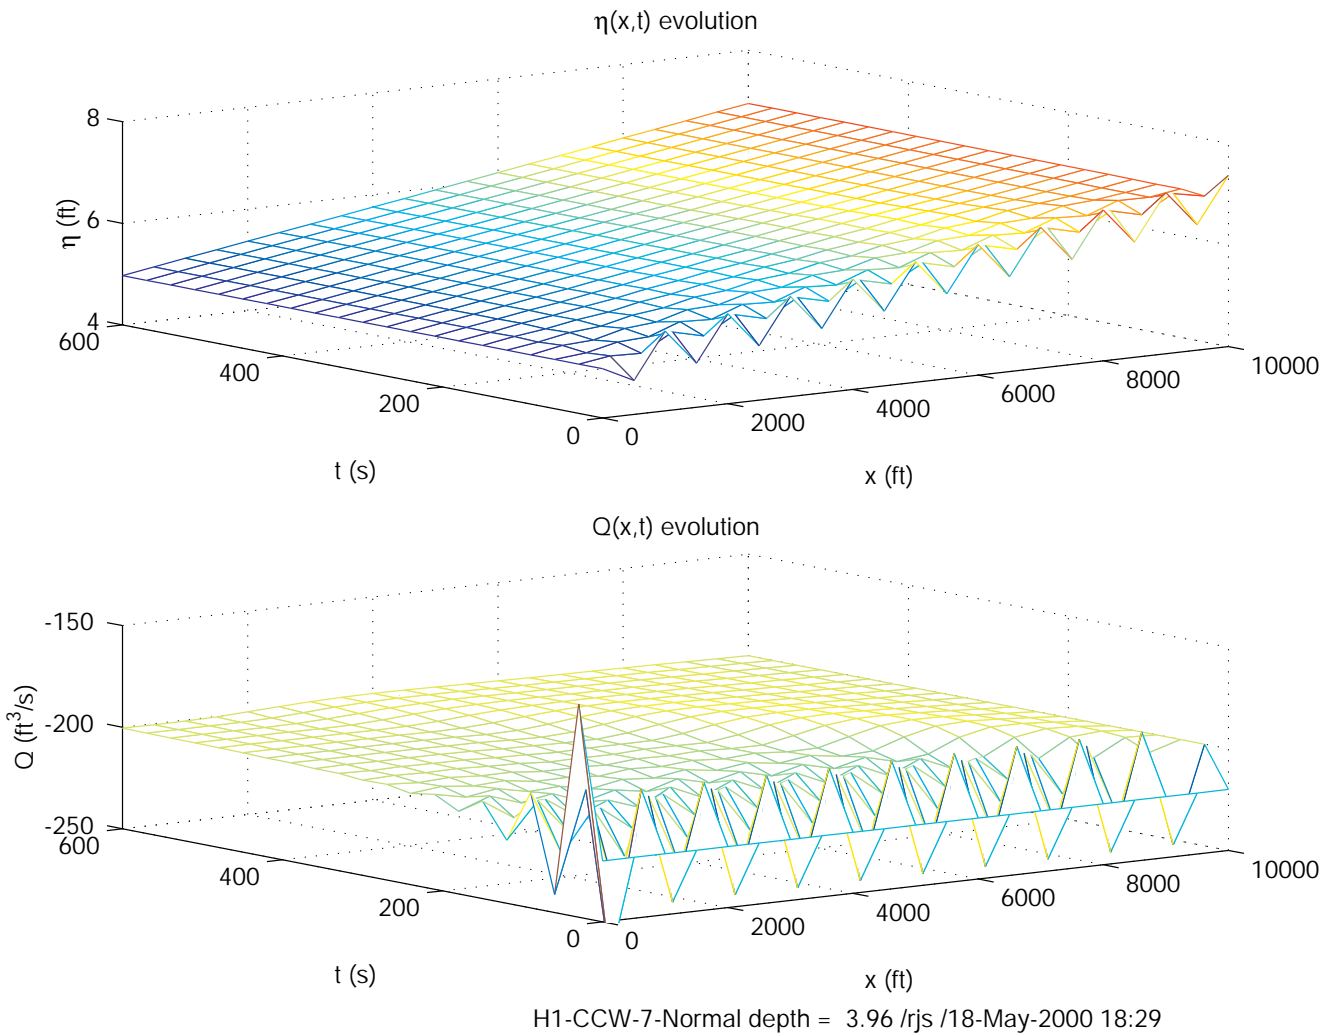 η(x,t) evolution
8
6
4
η (ft)
600
400
200
0
t (s)
0
2000
4000
6000
8000
10000
x (ft)
Q(x,t) evolution
-150
-200
-250
Q (ft³/s)
600
400
200
0
t (s)
0
2000
4000
6000
8000
10000
x (ft)
H1-CCW-7-Normal depth = 3.96 /rjs /18-May-2000 18:29